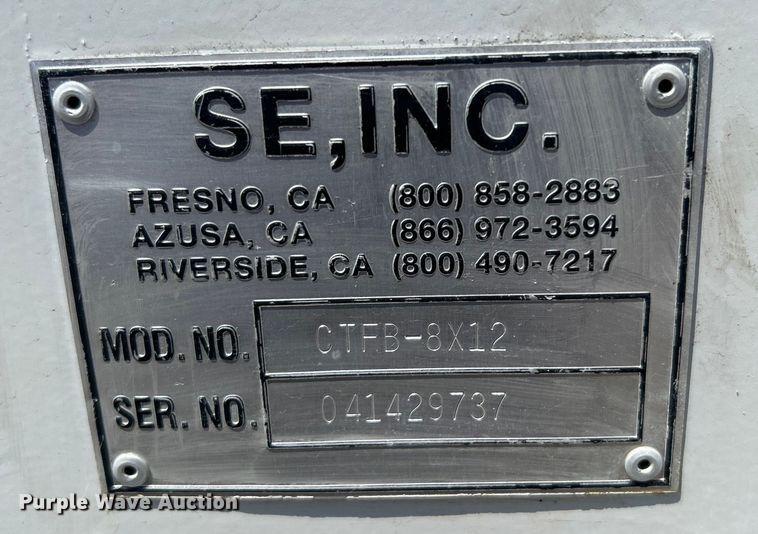 SE, INC.
FRESNO, CA (800) 858-2883
AZUSA, CA (866) 972-3594
RIVERSIDE, CA (800) 490-7217
MOD. NO. CTFB-8X12
SER. NO. 041429737
Purple Wave Auction